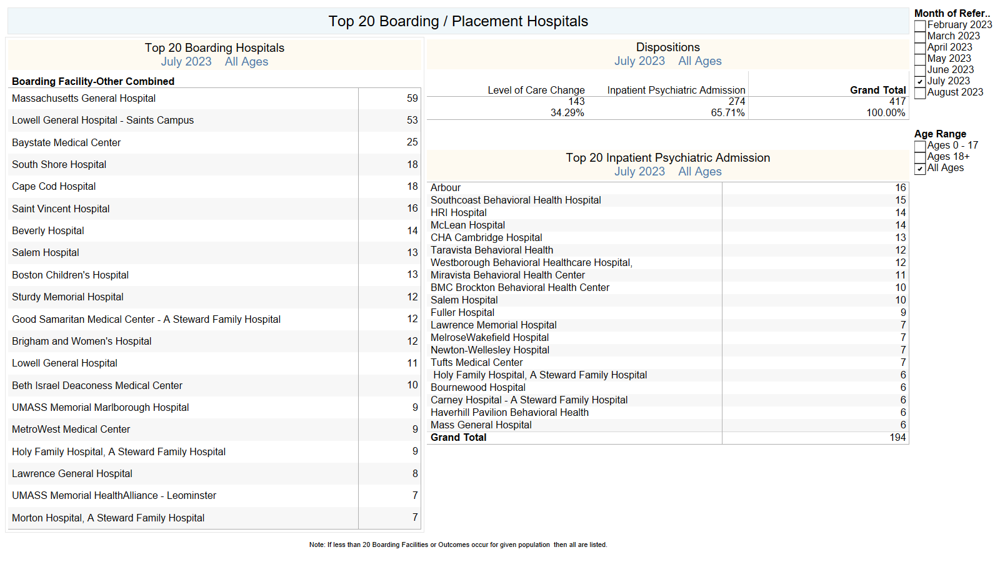 Top 20 Boarding / Placement Hospitals
Top 20 Boarding Hospitals
July 2023 All Ages
Boarding Facility-Other Combined
Massachusetts General Hospital 59
Lowell General Hospital - Saints Campus 53
Baystate Medical Center 25
South Shore Hospital 18
Cape Cod Hospital 18
Saint Vincent Hospital 16
Beverly Hospital 14
Salem Hospital 13
Boston Children's Hospital 13
Sturdy Memorial Hospital 12
Good Samaritan Medical Center - A Steward Family Hospital 12
Brigham and Women's Hospital 12
Lowell General Hospital 11
Beth Israel Deaconess Medical Center 10
UMASS Memorial Marlborough Hospital 9
MetroWest Medical Center 9
Holy Family Hospital, A Steward Family Hospital 9
Lawrence General Hospital 8
UMASS Memorial HealthAlliance - Leominster 7
Morton Hospital, A Steward Family Hospital 7
Dispositions
July 2023 All Ages
Level of Care Change Inpatient Psychiatric Admission Grand Total
143 274 417
34.29% 65.71% 100.00%
Top 20 Inpatient Psychiatric Admission
July 2023 All Ages
Arbour 16
Southcoast Behavioral Health Hospital 15
HRI Hospital 14
McLean Hospital 14
CHA Cambridge Hospital 13
Taravista Behavioral Health 12
Westborough Behavioral Healthcare Hospital, 12
Miravista Behavioral Health Center 11
BMC Brockton Behavioral Health Center 10
Salem Hospital 10
Fuller Hospital 9
Lawrence Memorial Hospital 7
MelroseWakefield Hospital 7
Newton-Wellesley Hospital 7
Tufts Medical Center 7
Holy Family Hospital, A Steward Family Hospital 6
Bournewood Hospital 6
Carney Hospital - A Steward Family Hospital 6
Haverhill Pavilion Behavioral Health 6
Mass General Hospital 6
Grand Total 194
Month of Refer..
February 2023
March 2023
April 2023
May 2023
June 2023
July 2023
August 2023
Age Range
Ages 0 - 17
Ages 18+
All Ages
Note: If less than 20 Boarding Facilities or Outcomes occur for given population then all are listed.